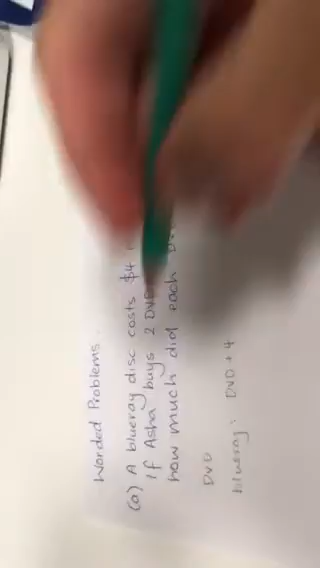 Worded Problems.
(a) A blueray disc costs $4
If Asha buys 2 DVD
how much did each
DVD
blueray: DVD + 4